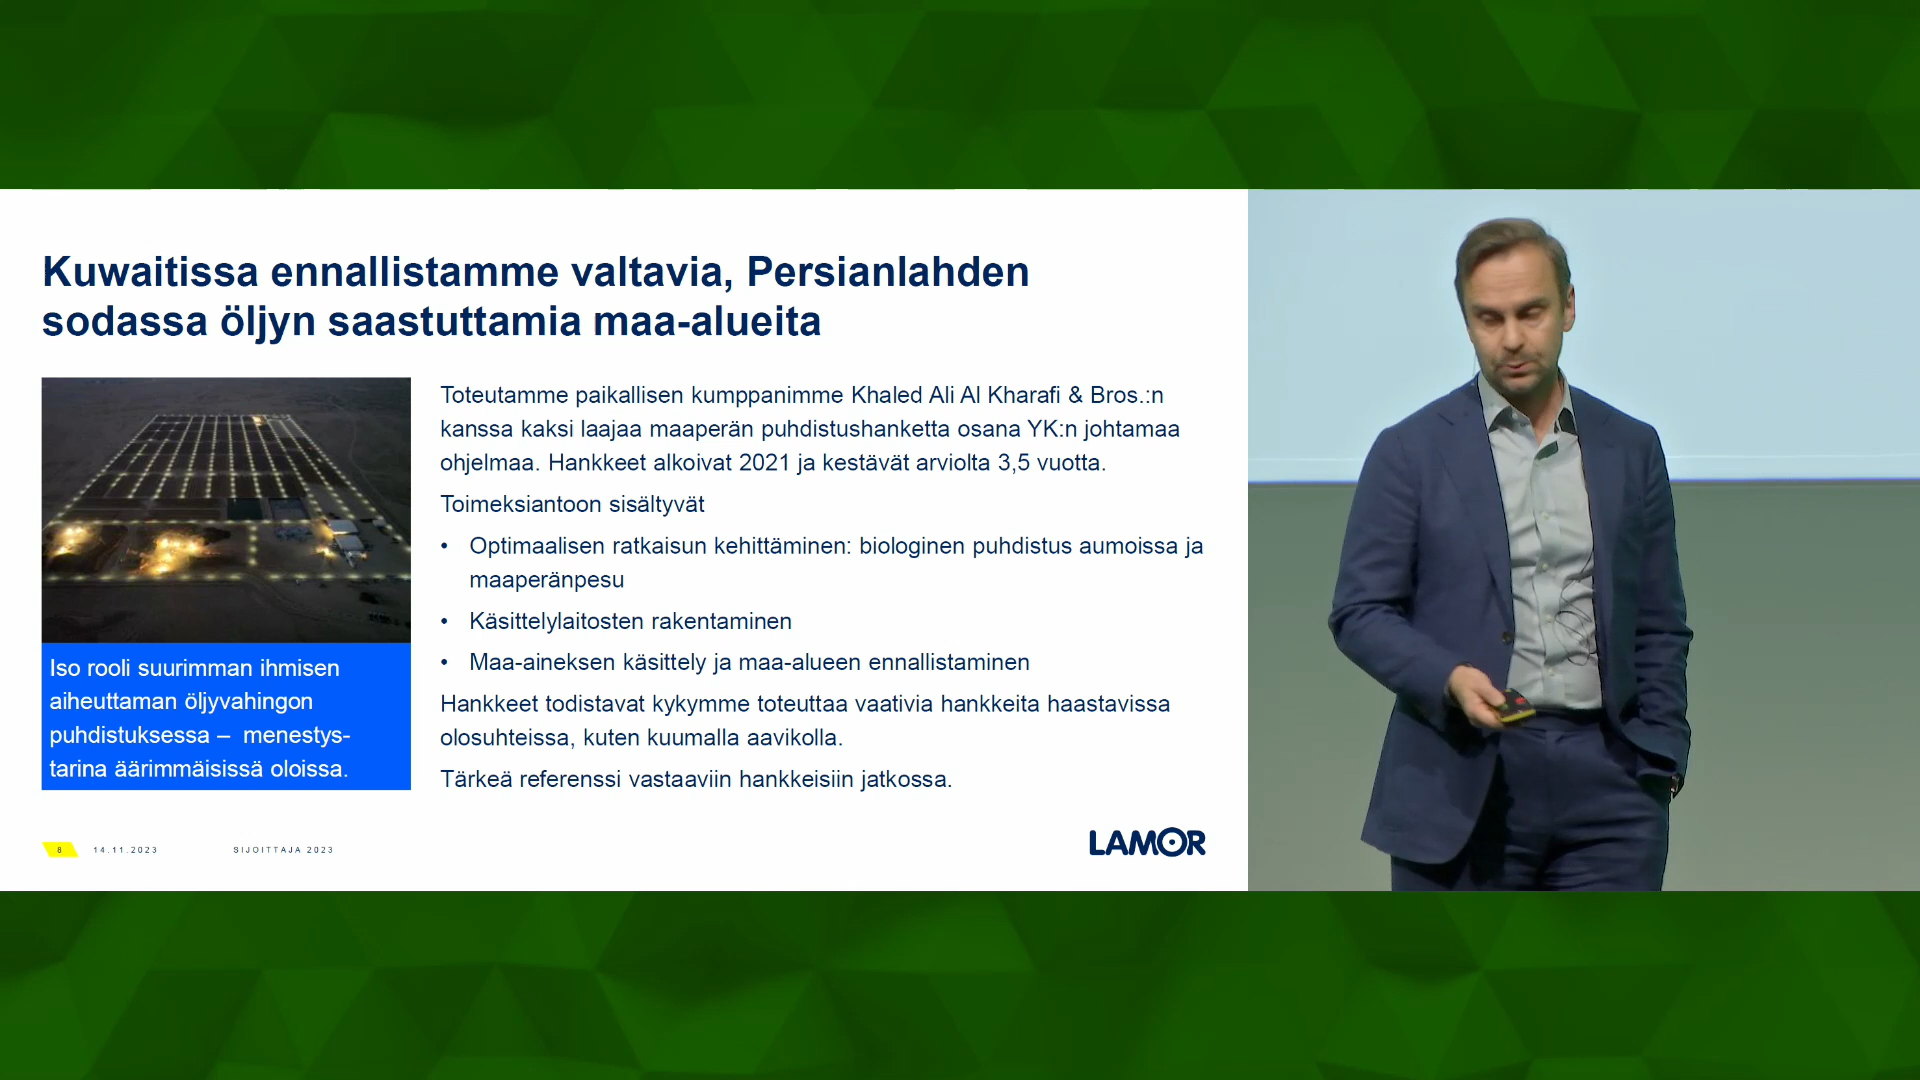 Kuwaitissa ennallistamme valtavia, Persianlahden
sodassa öljyn saastuttamia maa-alueita
Toteutamme paikallisen kumppanimme Khaled Ali Al Kharafi & Bros.:n
kanssa kaksi laajaa maaperän puhdistushanketta osana YK:n johtamaa
ohjelmaa. Hankkeet alkoivat 2021 ja kestävät arviolta 3,5 vuotta.
Toimeksiantoon sisältyvät
• Optimaalisen ratkaisun kehittäminen: biologinen puhdistus aumoissa ja
maaperänpesu
• Käsittelylaitosten rakentaminen
• Maa-aineksen käsittely ja maa-alueen ennallistaminen
Hankkeet todistavat kykymme toteuttaa vaativia hankkeita haastavissa
olosuhteissa, kuten kuumalla aavikolla.
Tärkeä referenssi vastaaviin hankkeisiin jatkossa.
Iso rooli suurimman ihmisen
aiheuttaman öljyvahingon
puhdistuksessa – menestys-
tarina äärimmäisissä oloissa.
8 14.11.2023 SIJOITTAJA 2023
LAMOR